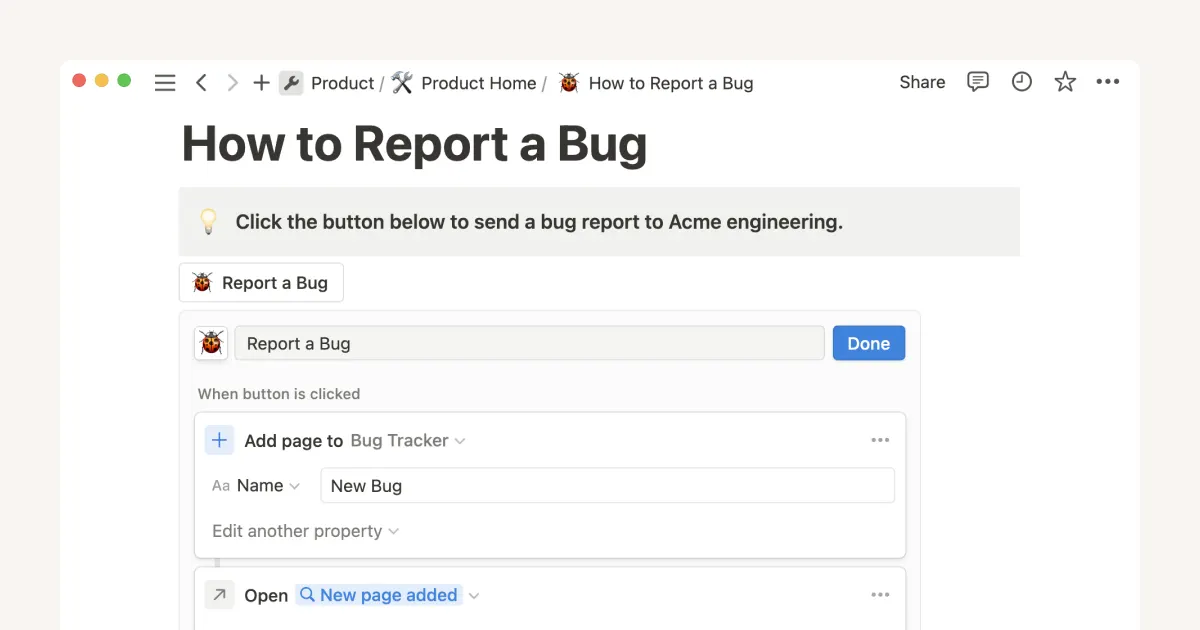 Product / Product Home / How to Report a Bug Share
How to Report a Bug
Click the button below to send a bug report to Acme engineering.
Report a Bug
Report a Bug Done
When button is clicked
Add page to Bug Tracker
Aa Name New Bug
Edit another property
Open New page added